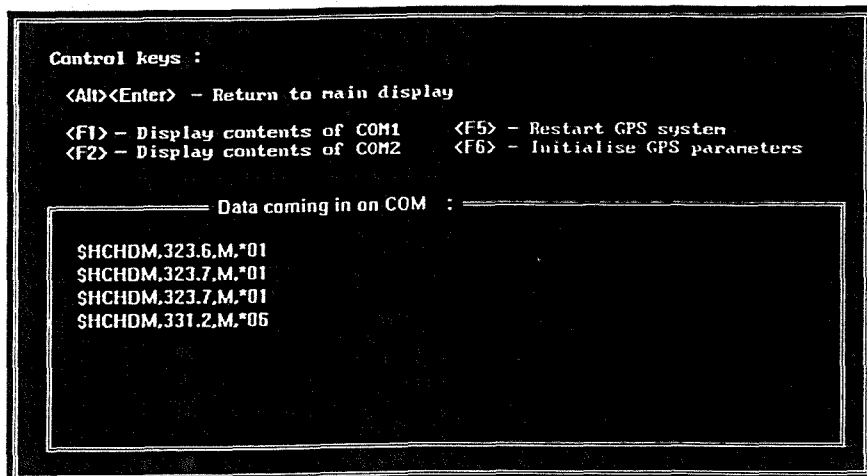 Control keys :
<Alt><Enter> – Return to main display
<F1> – Display contents of COM1 <F5> – Restart GPS system
<F2> – Display contents of COM2 <F6> – Initialise GPS parameters
Data coming in on COM :
$HCHDM,323.6,M,*01
$HCHDM,323.7,M,*01
$HCHDM,323.7,M,*01
$HCHDM,331.2,M,*06